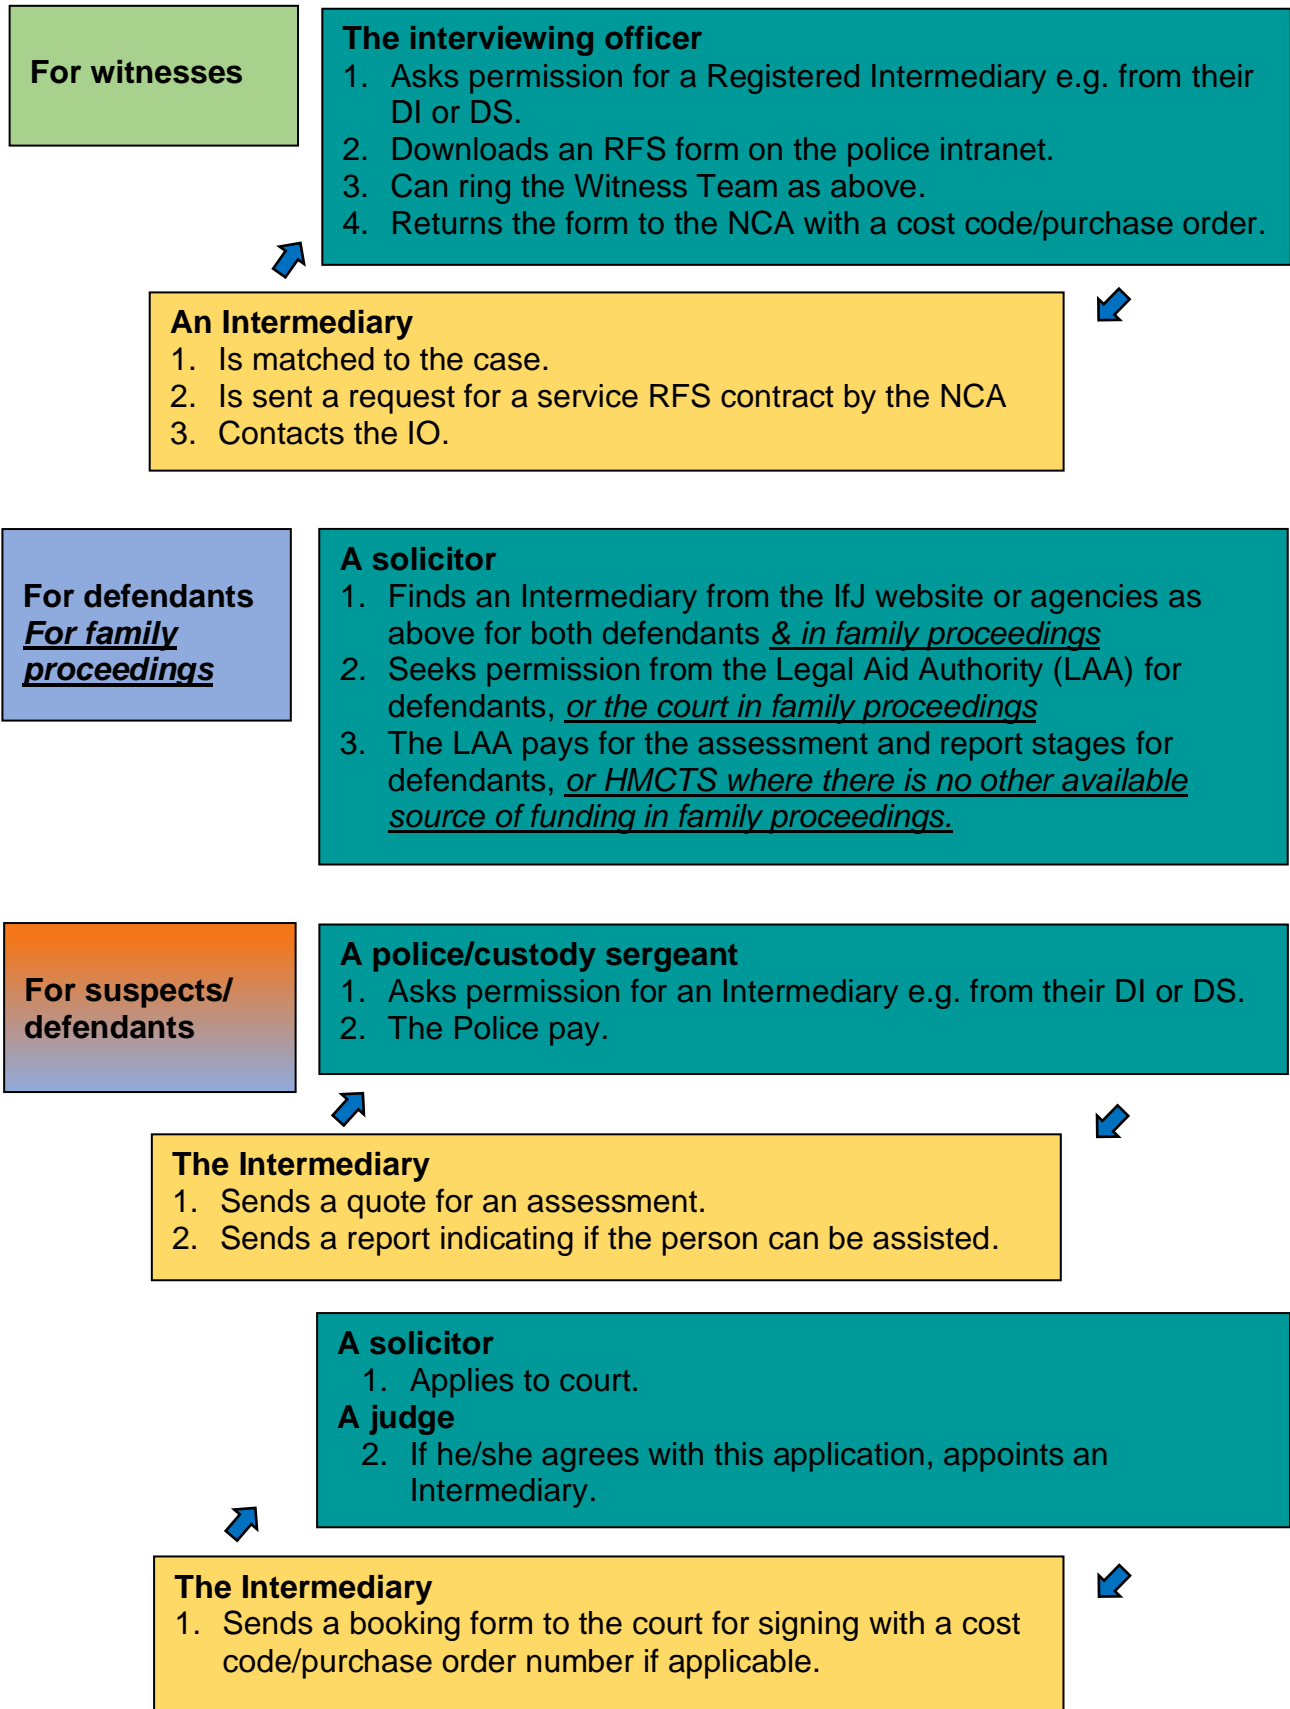 For witnesses
The interviewing officer
1. Asks permission for a Registered Intermediary e.g. from their
DI or DS.
2. Downloads an RFS form on the police intranet.
3. Can ring the Witness Team as above.
4. Returns the form to the NCA with a cost code/purchase order.
An Intermediary
1. Is matched to the case.
2. Is sent a request for a service RFS contract by the NCA
3. Contacts the IO.
For defendants
For family
proceedings
A solicitor
1. Finds an Intermediary from the IfJ website or agencies as
above for both defendants & in family proceedings
2. Seeks permission from the Legal Aid Authority (LAA) for
defendants, or the court in family proceedings
3. The LAA pays for the assessment and report stages for
defendants, or HMCTS where there is no other available
source of funding in family proceedings.
For suspects/
defendants
A police/custody sergeant
1. Asks permission for an Intermediary e.g. from their DI or DS.
2. The Police pay.
The Intermediary
1. Sends a quote for an assessment.
2. Sends a report indicating if the person can be assisted.
A solicitor
1. Applies to court.
A judge
2. If he/she agrees with this application, appoints an
Intermediary.
The Intermediary
1. Sends a booking form to the court for signing with a cost
code/purchase order number if applicable.